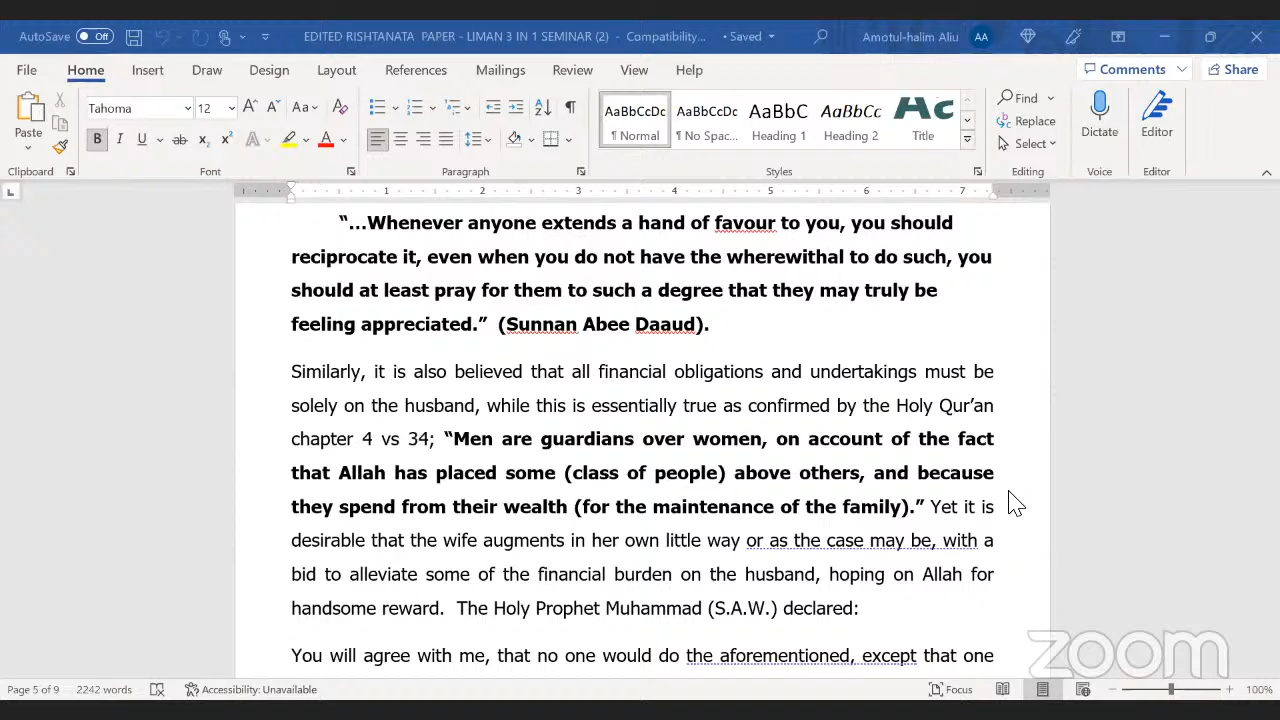 AutoSave Off EDITED RISHTANATA PAPER - LIMAN 3 IN 1 SEMINAR (2) - Compatibility... • Saved Amotul-halim Aliu AA
File Home Insert Draw Design Layout References Mailings Review View Help Comments Share
Paste Tahoma 12 A A Aa A AaBbCcDc AaBbCcDc AaBbC AaBbCc Ac Find Replace Select Dictate Editor
B I U ab x₂ x² A A ¶ Normal ¶ No Spac... Heading 1 Heading 2 Title
Clipboard Font Paragraph Styles Editing Voice Editor
1 2 3 4 5 6 7
“...Whenever anyone extends a hand of favour to you, you should
reciprocate it, even when you do not have the wherewithal to do such, you
should at least pray for them to such a degree that they may truly be
feeling appreciated.” (Sunnan Abee Daaud).
Similarly, it is also believed that all financial obligations and undertakings must be
solely on the husband, while this is essentially true as confirmed by the Holy Qur’an
chapter 4 vs 34; “Men are guardians over women, on account of the fact
that Allah has placed some (class of people) above others, and because
they spend from their wealth (for the maintenance of the family).” Yet it is
desirable that the wife augments in her own little way or as the case may be, with a
bid to alleviate some of the financial burden on the husband, hoping on Allah for
handsome reward. The Holy Prophet Muhammad (S.A.W.) declared:
You will agree with me, that no one would do the aforementioned, except that one
zoom
Page 5 of 9 2242 words Accessibility: Unavailable Focus 100%